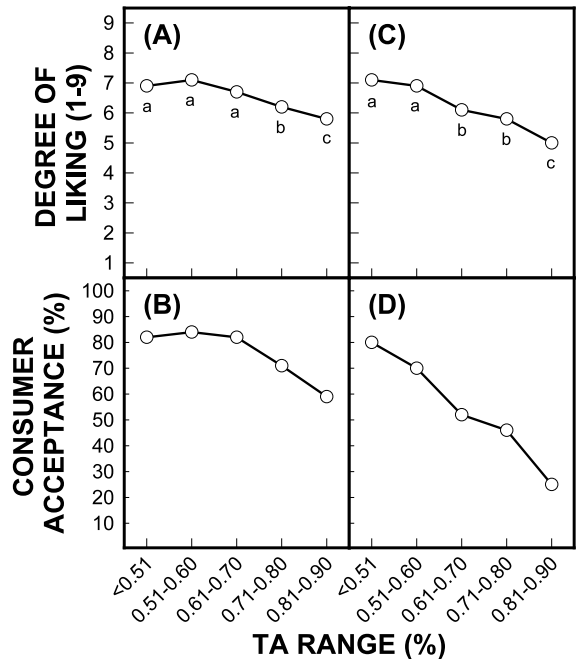 (A)
(C)
DEGREE OF
LIKING (1-9)
9
8
7
6
5
4
3
2
1
a
a
a
b
c
a
a
b
b
c
(B)
(D)
CONSUMER
ACCEPTANCE (%)
100
90
80
70
60
50
40
30
20
10
<0.51
0.51-0.60
0.61-0.70
0.71-0.80
0.81-0.90
<0.51
0.51-0.60
0.61-0.70
0.71-0.80
0.81-0.90
TA RANGE (%)